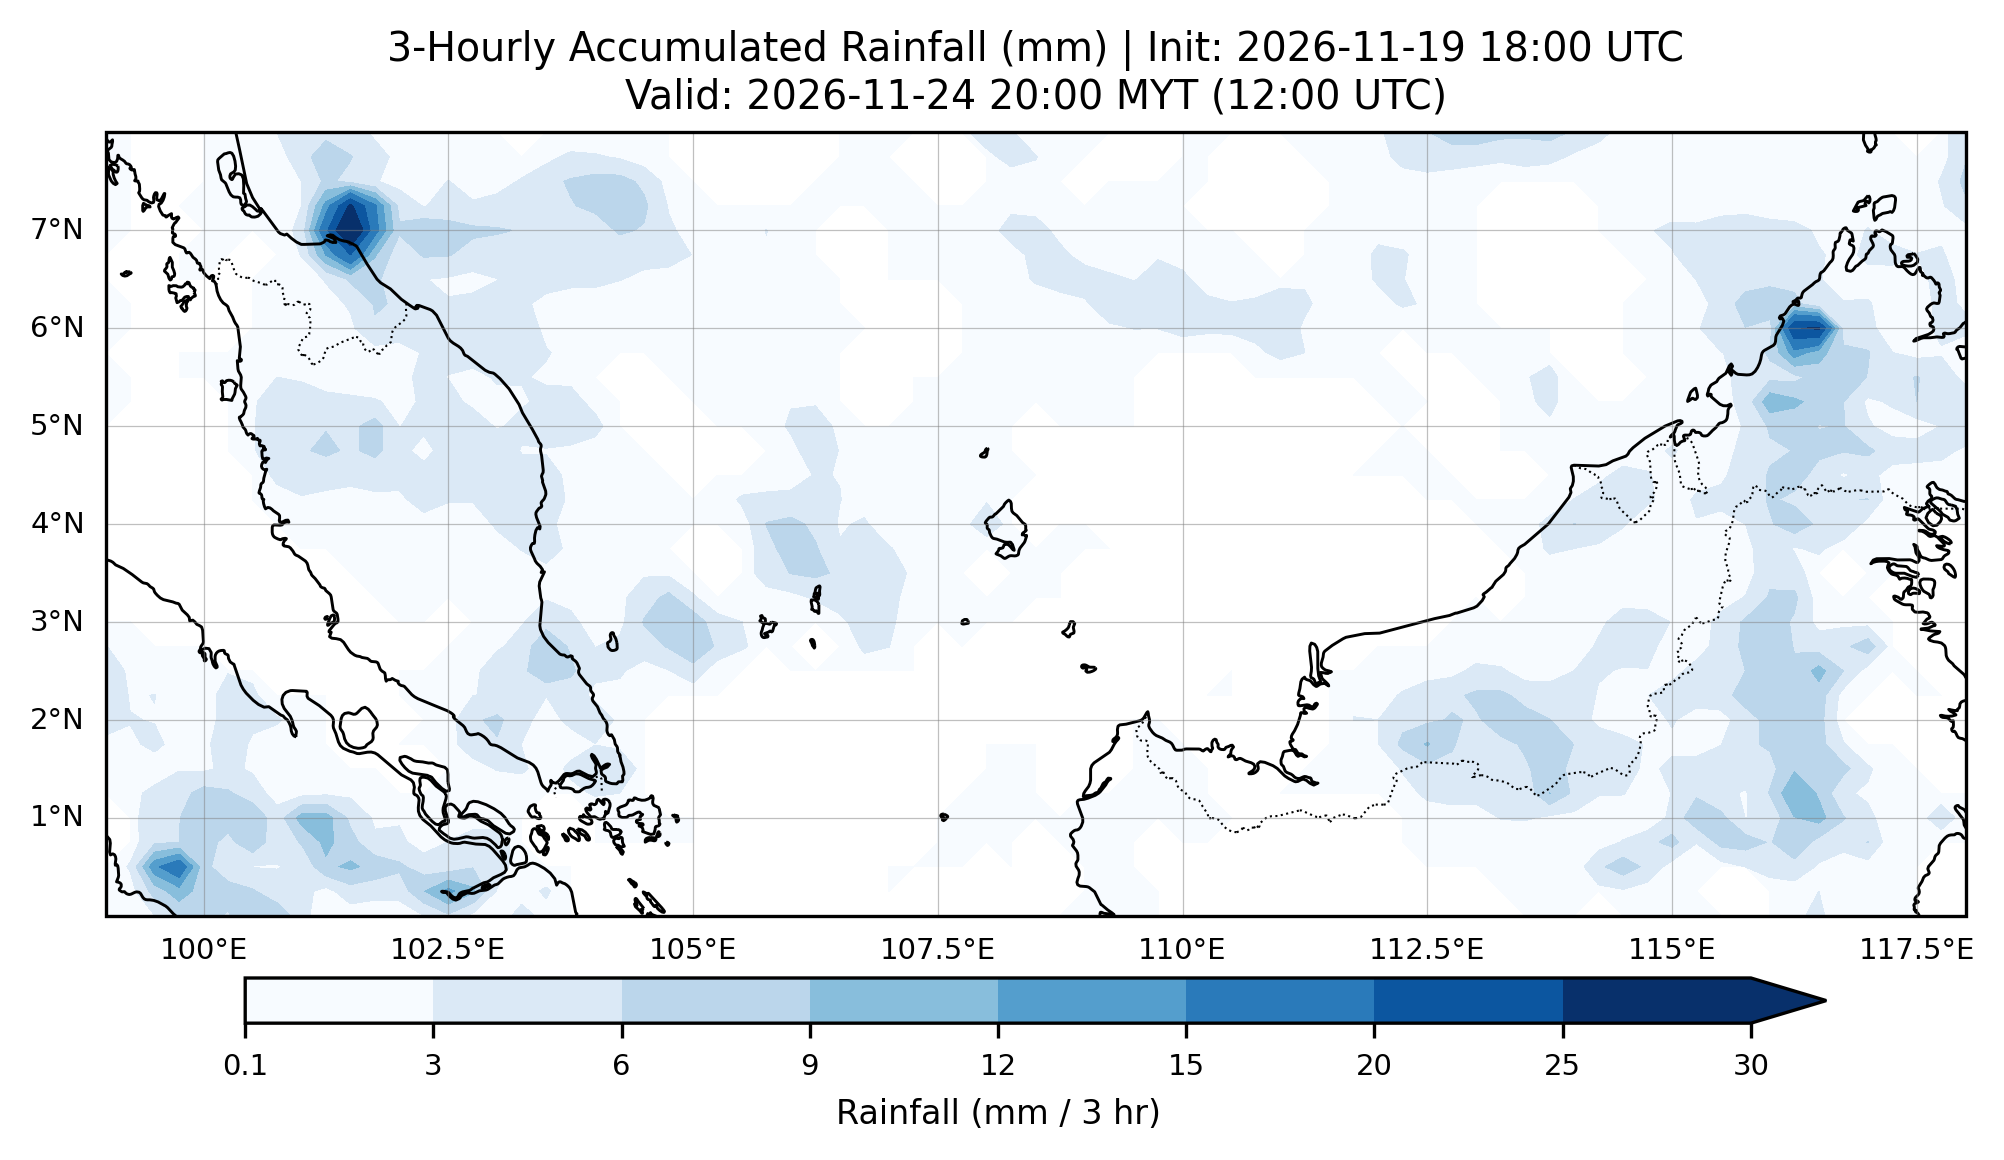 3-Hourly Accumulated Rainfall (mm) | Init: 2026-11-19 18:00 UTC
Valid: 2026-11-24 20:00 MYT (12:00 UTC)
7°N
6°N
5°N
4°N
3°N
2°N
1°N
100°E 102.5°E 105°E 107.5°E 110°E 112.5°E 115°E 117.5°E
0.1 3 6 9 12 15 20 25 30
Rainfall (mm / 3 hr)